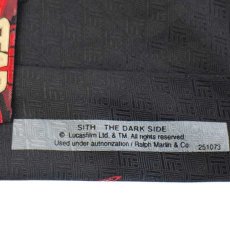 SITH THE DARK SIDE
© Lucasfilm Ltd. & TM. All rights reserved.
Used under authorization / Ralph Marlin & Co. 251073